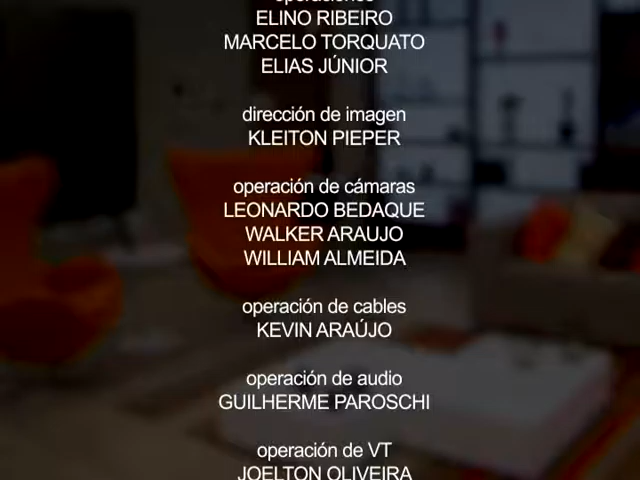 operaciones
ELINO RIBEIRO
MARCELO TORQUATO
ELIAS JÚNIOR
dirección de imagen
KLEITON PIEPER
operación de cámaras
LEONARDO BEDAQUE
WALKER ARAUJO
WILLIAM ALMEIDA
operación de cables
KEVIN ARAÚJO
operación de audio
GUILHERME PAROSCHI
operación de VT
JOELTON OLIVEIRA